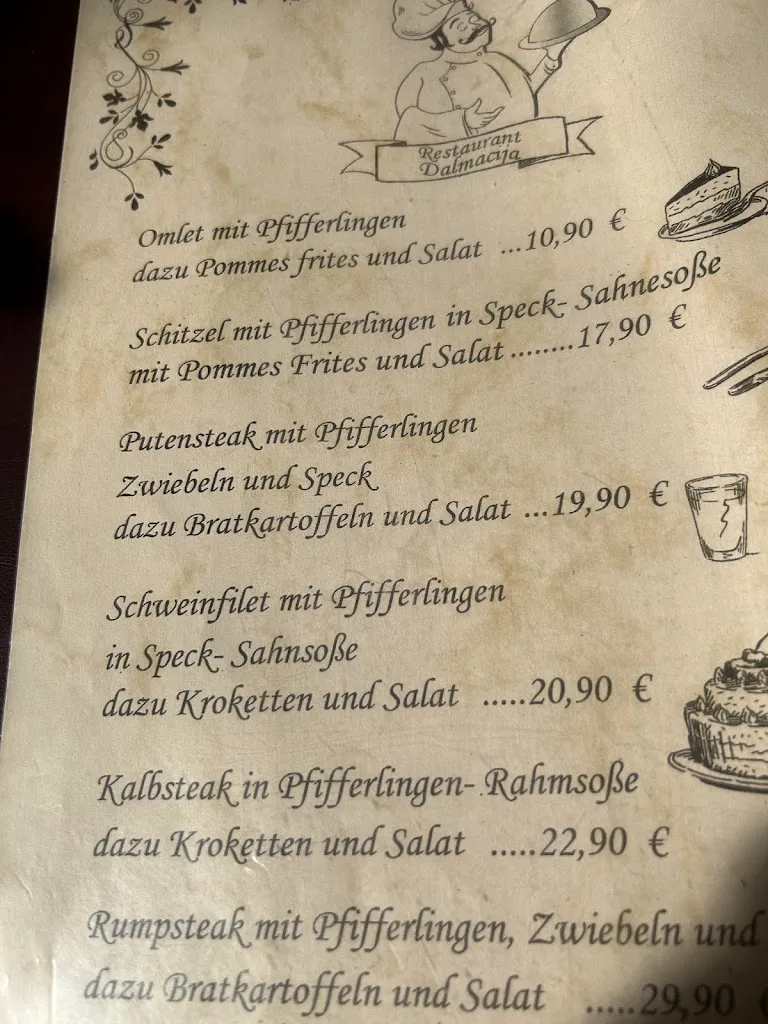 Restaurant
Dalmacija
Omlet mit Pfifferlingen
dazu Pommes frites und Salat ...10,90 €
Schitzel mit Pfifferlingen in Speck- Sahnesoße
mit Pommes Frites und Salat ........17,90 €
Putensteak mit Pfifferlingen
Zwiebeln und Speck
dazu Bratkartoffeln und Salat ...19,90 €
Schweinfilet mit Pfifferlingen
in Speck- Sahnsoße
dazu Kroketten und Salat .....20,90 €
Kalbsteak in Pfifferlingen- Rahmsoße
dazu Kroketten und Salat .....22,90 €
Rumpsteak mit Pfifferlingen, Zwiebeln und
dazu Bratkartoffeln und Salat .....29,90 €